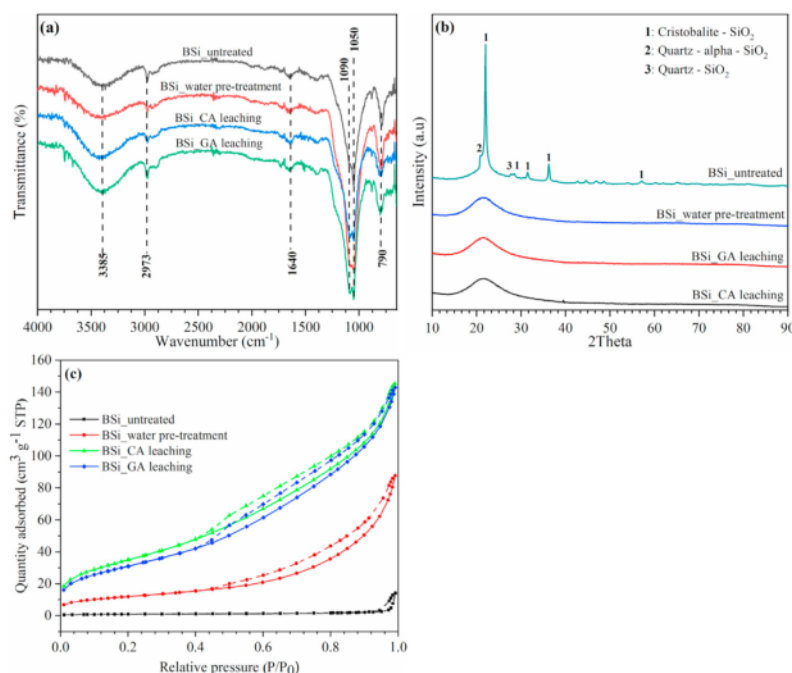 (a)
BSi_untreated
BSi_water pre-treatment
BSi_CA leaching
BSi_GA leaching
1090
1050
3385
2973
1640
790
Transmittance (%)
4000 3500 3000 2500 2000 1500 1000
Wavenumber (cm⁻¹)
(b)
1
1: Cristobalite - SiO₂
2: Quartz - alpha - SiO₂
3: Quartz - SiO₂
2
3 1 1
1
1
BSi_untreated
BSi_water pre-treatment
BSi_GA leaching
BSi_CA leaching
Intensity (a.u)
10 20 30 40 50 60 70 80 90
2Theta
(c)
BSi_untreated
BSi_water pre-treatment
BSi_CA leaching
BSi_GA leaching
160
140
120
100
80
60
40
20
0
Quantity adsorbed (cm³ g⁻¹ STP)
0.0 0.2 0.4 0.6 0.8 1.0
Relative pressure (P/P₀)